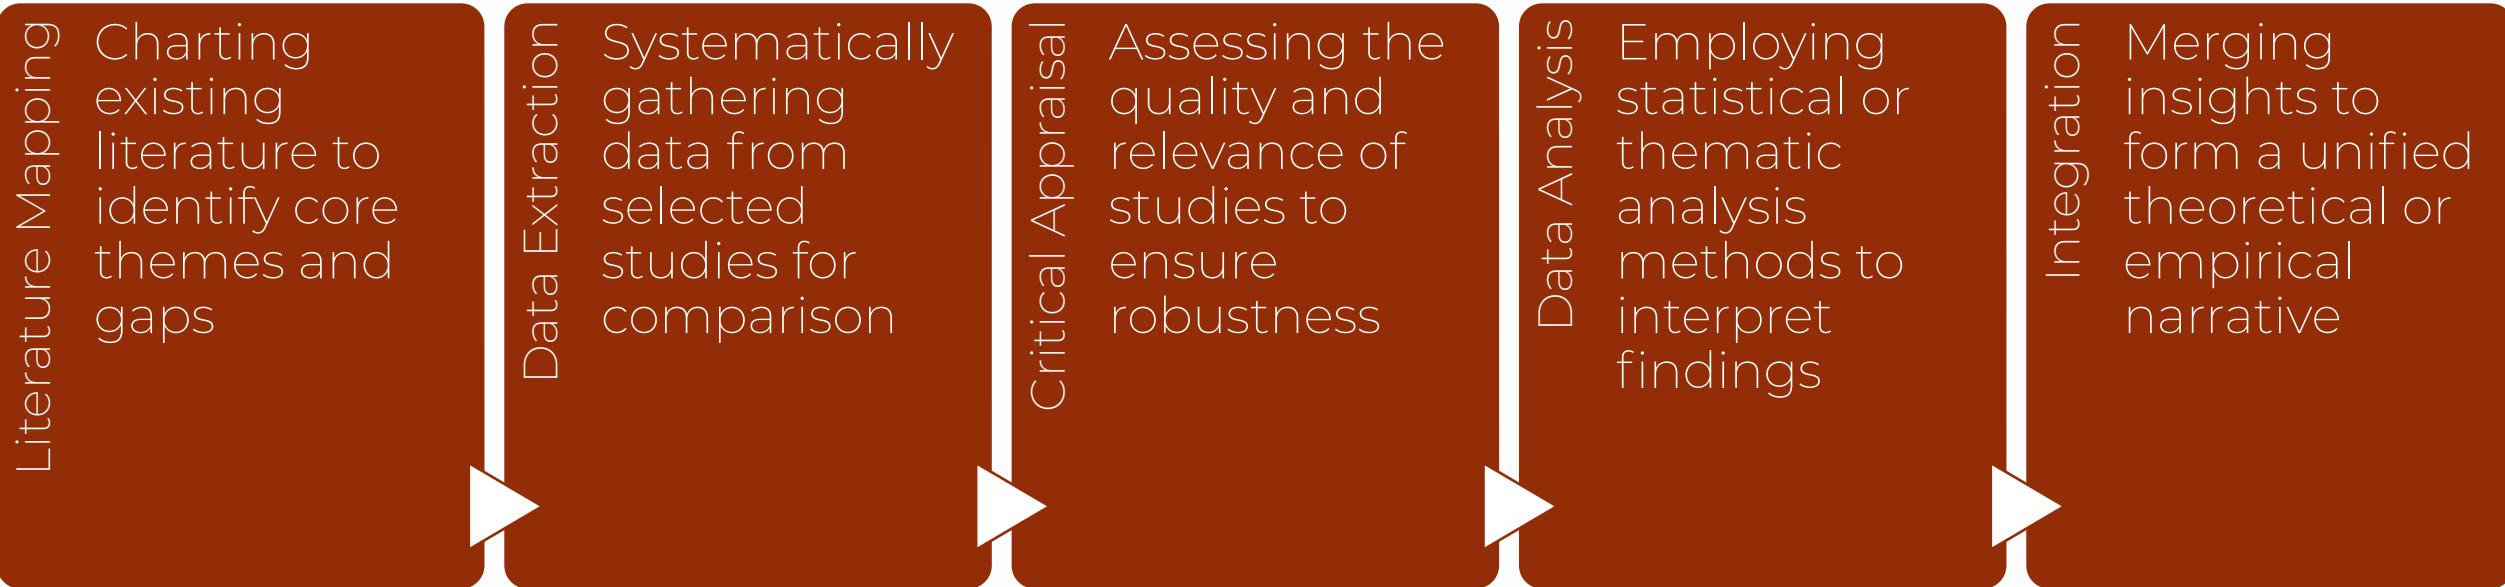 Literature Mapping
Charting
existing
literature to
identify core
themes and
gaps
Data Extraction
Systematically
gathering
data from
selected
studies for
comparison
Critical Appraisal
Assessing the
quality and
relevance of
studies to
ensure
robustness
Data Analysis
Employing
statistical or
thematic
analysis
methods to
interpret
findings
Integration
Merging
insights to
form a unified
theoretical or
empirical
narrative